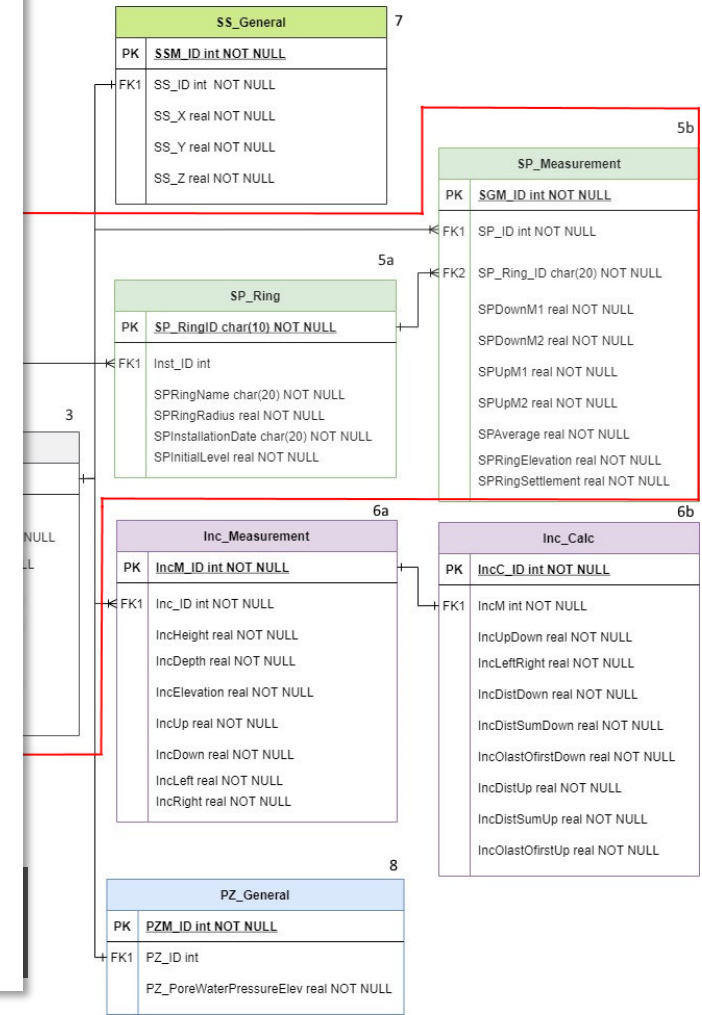 SS_General
7
PK SSM_ID int NOT NULL
FK1 SS_ID int NOT NULL
SS_X real NOT NULL
SS_Y real NOT NULL
SS_Z real NOT NULL
5b
SP_Measurement
PK SGM_ID int NOT NULL
FK1 SP_ID int NOT NULL
FK2 SP_Ring_ID char(20) NOT NULL
SPDownM1 real NOT NULL
SPDownM2 real NOT NULL
SPUpM1 real NOT NULL
SPUpM2 real NOT NULL
SPAverage real NOT NULL
SPRingElevation real NOT NULL
SPRingSettlement real NOT NULL
5a
SP_Ring
PK SP_RingID char(10) NOT NULL
FK1 Inst_ID int
SPRingName char(20) NOT NULL
SPRingRadius real NOT NULL
SPInstallationDate char(20) NOT NULL
SPInitialLevel real NOT NULL
3
NULL
LL
6a
Inc_Measurement
PK IncM_ID int NOT NULL
FK1 Inc_ID int NOT NULL
IncHeight real NOT NULL
IncDepth real NOT NULL
IncElevation real NOT NULL
IncUp real NOT NULL
IncDown real NOT NULL
IncLeft real NOT NULL
IncRight real NOT NULL
6b
Inc_Calc
PK IncC_ID int NOT NULL
FK1 IncM int NOT NULL
IncUpDown real NOT NULL
IncLeftRight real NOT NULL
IncDistDown real NOT NULL
IncDistSumDown real NOT NULL
IncOlastOfirstDown real NOT NULL
IncDistUp real NOT NULL
IncDistSumUp real NOT NULL
IncOlastOfirstUp real NOT NULL
8
PZ_General
PK PZM_ID int NOT NULL
FK1 PZ_ID int
PZ_PoreWaterPressureElev real NOT NULL